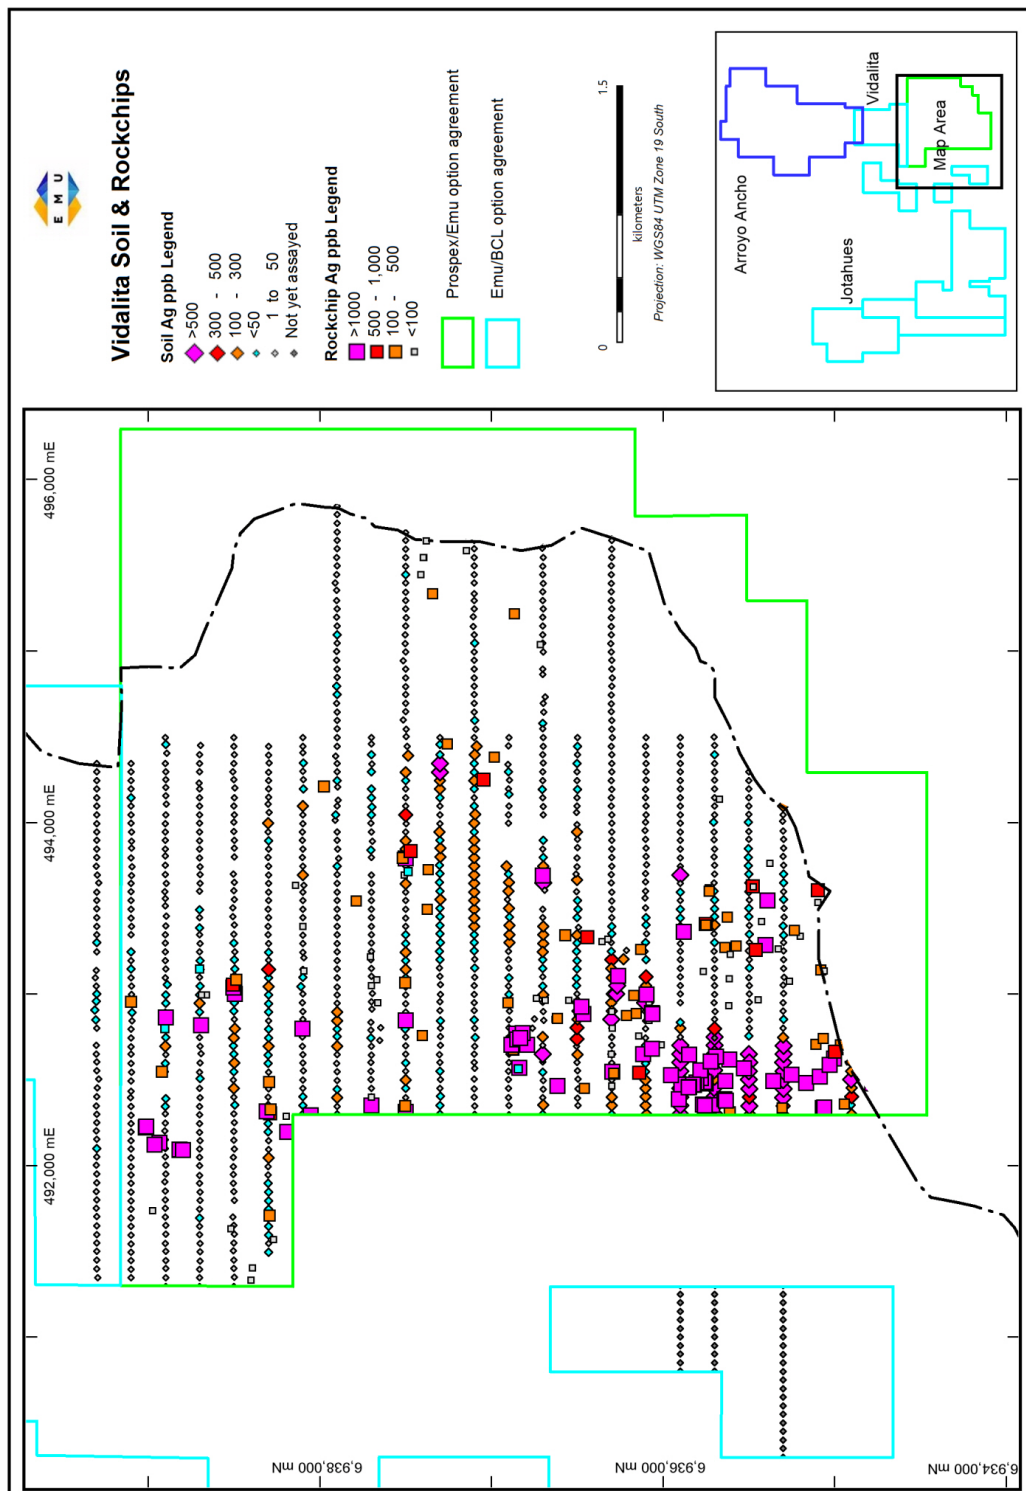 EMU
Vidalita Soil & Rockchips
Soil Ag ppb Legend
>500
300 - 500
100 - 300
<50
1 to 50
Not yet assayed
Rockchip Ag ppb Legend
>1000
500 - 1,000
100 - 500
<100
Prospex/Emu option agreement
Emu/BCL option agreement
0
1.5
kilometers
Projection: WGS84 UTM Zone 19 South
Arroyo Ancho
Jotahues
Vidalita
Map Area
492,000 mE
494,000 mE
496,000 mE
6,938,000 mN
6,936,000 mN
6,934,000 mN